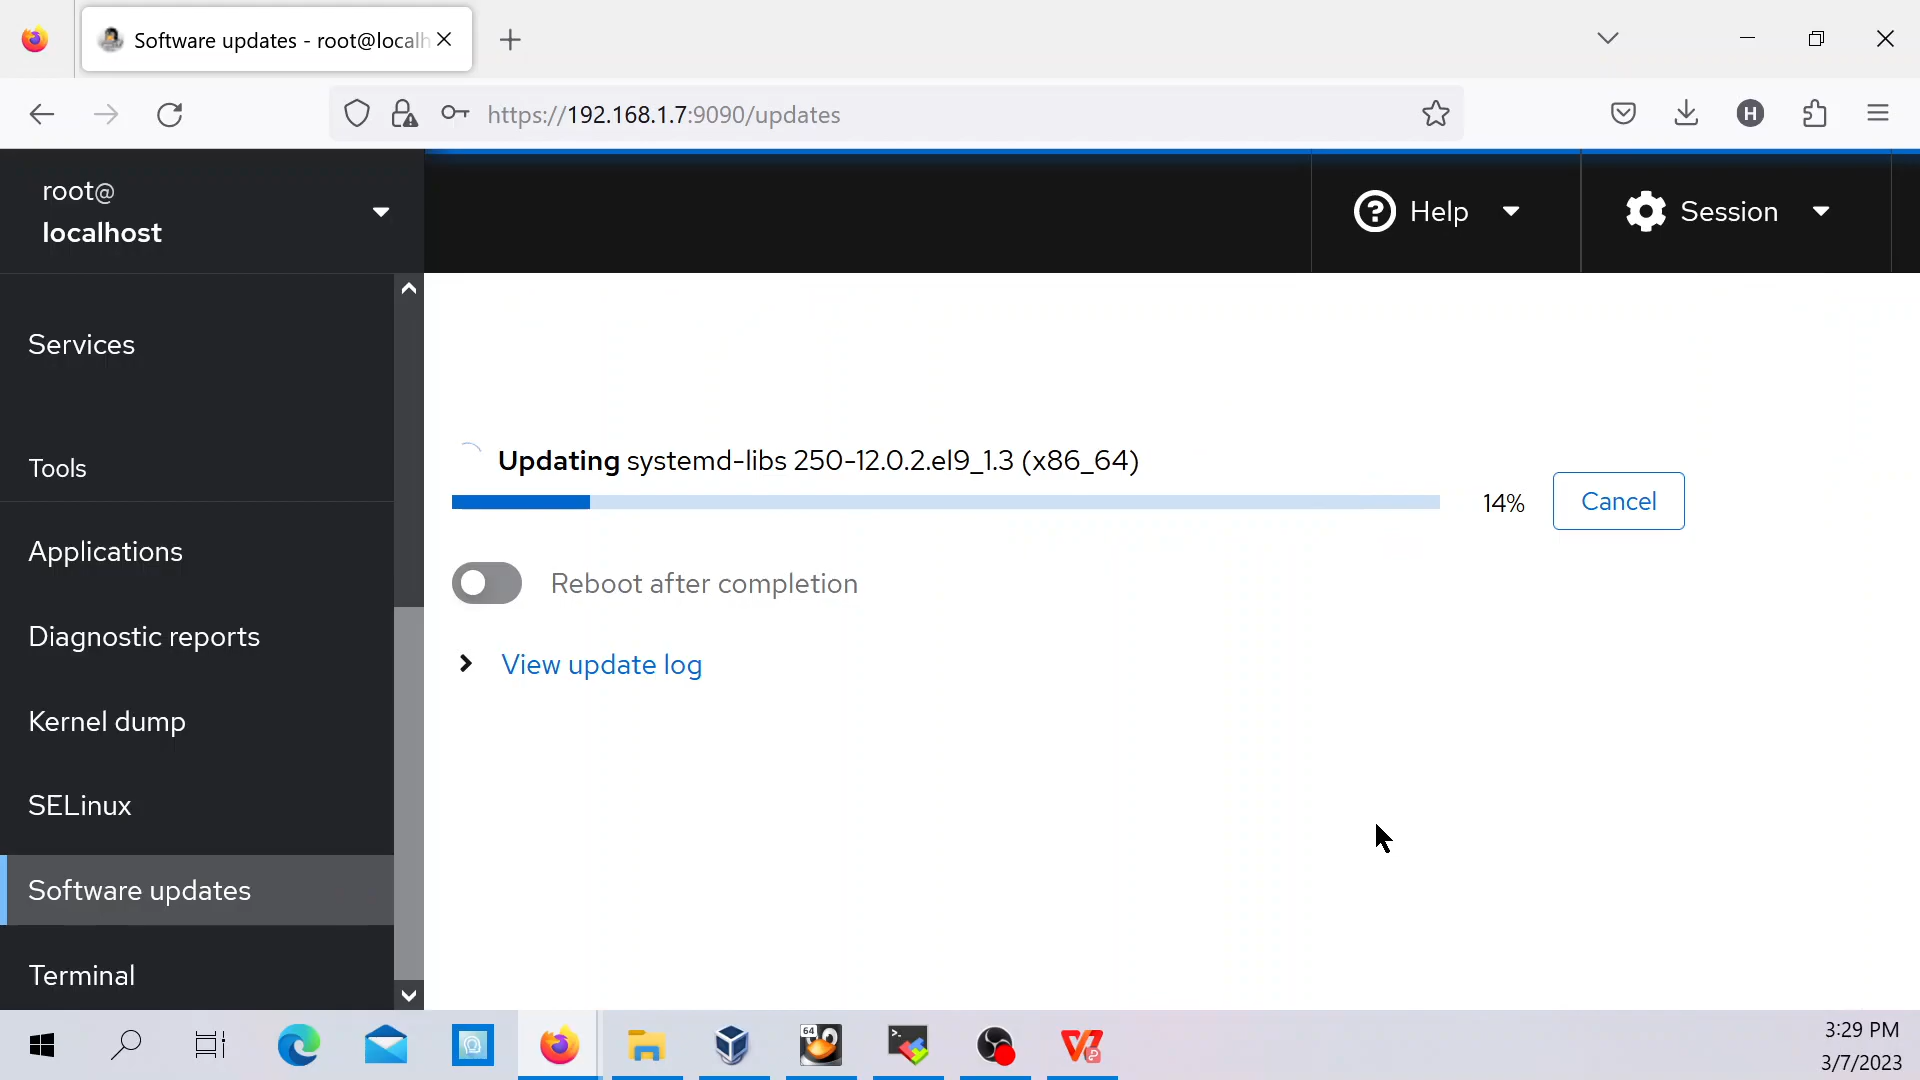 Software updates - root@localh
https://192.168.1.7:9090/updates
H
root@
localhost
Help
Session
Services
Tools
Applications
Diagnostic reports
Kernel dump
SELinux
Software updates
Terminal
Updating systemd-libs 250-12.0.2.el9_1.3 (x86_64)
14%
Cancel
Reboot after completion
View update log
64
3:29 PM
3/7/2023